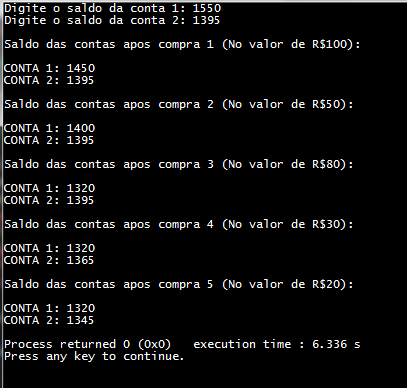 Digite o saldo da conta 1: 1550
Digite o saldo da conta 2: 1395
Saldo das contas apos compra 1 (No valor de R$100):
CONTA 1: 1450
CONTA 2: 1395
Saldo das contas apos compra 2 (No valor de R$50):
CONTA 1: 1400
CONTA 2: 1395
Saldo das contas apos compra 3 (No valor de R$80):
CONTA 1: 1320
CONTA 2: 1395
Saldo das contas apos compra 4 (No valor de R$30):
CONTA 1: 1320
CONTA 2: 1365
Saldo das contas apos compra 5 (No valor de R$20):
CONTA 1: 1320
CONTA 2: 1345
Process returned 0 (0x0)   execution time : 6.336 s
Press any key to continue.